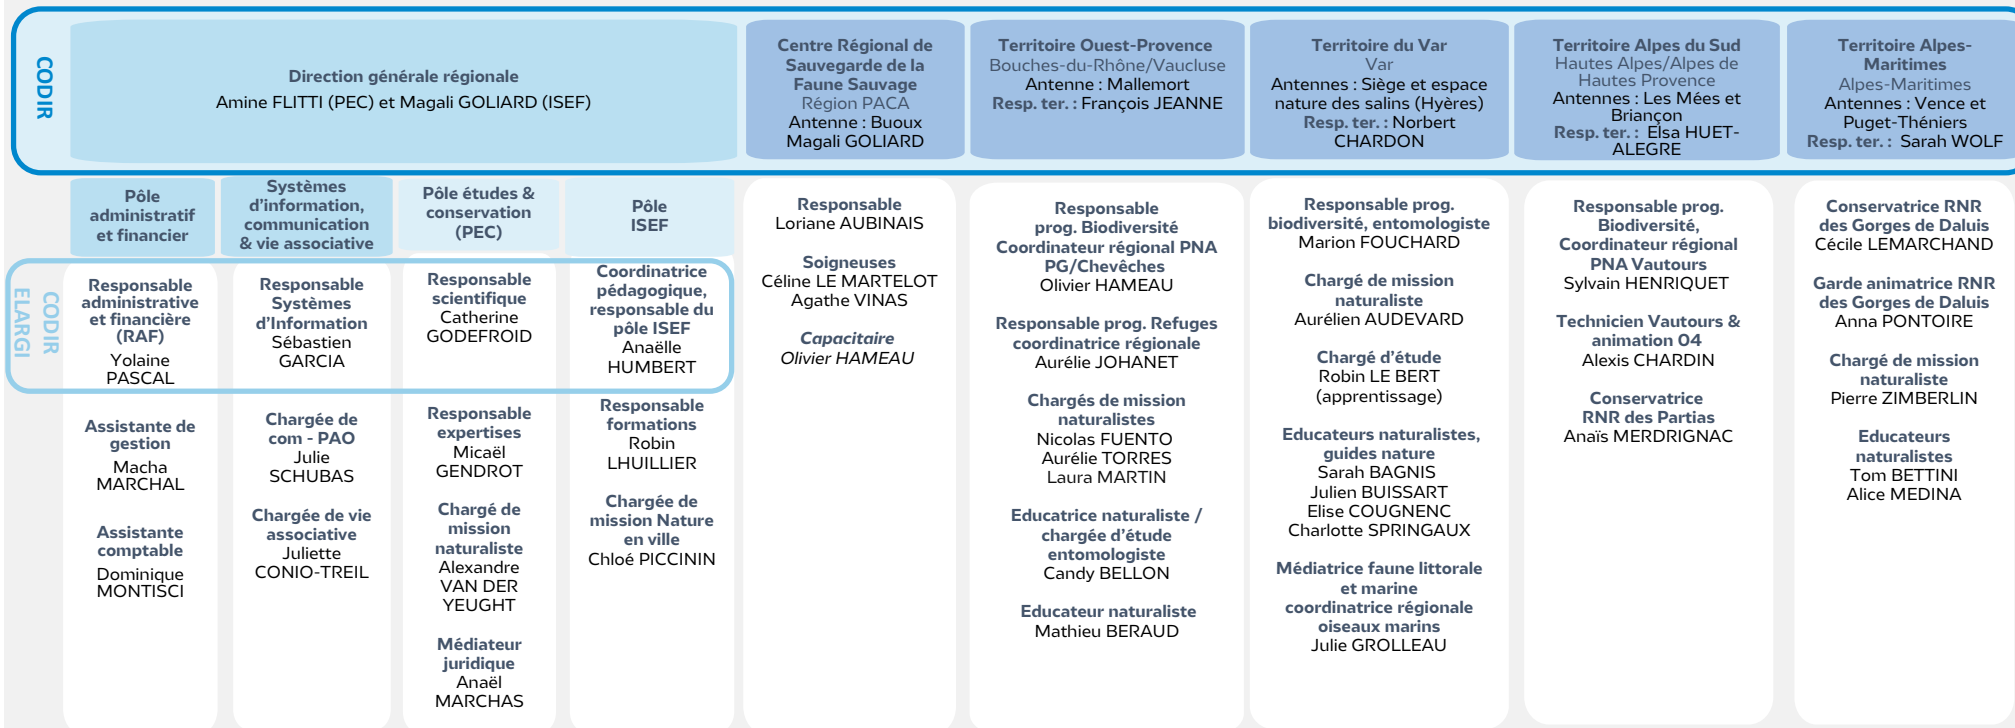 CODIR
Direction générale régionale
Amine FLITTI (PEC) et Magali GOLIARD (ISEF)
Centre Régional de
Sauvegarde de la
Faune Sauvage
Région PACA
Antenne : Buoux
Magali GOLIARD
Territoire Ouest-Provence
Bouches-du-Rhône/Vaucluse
Antenne : Mallemort
Resp. ter. : François JEANNE
Territoire du Var
Var
Antennes : Siège et espace
nature des salins (Hyères)
Resp. ter. : Norbert
CHARDON
Territoire Alpes du Sud
Hautes Alpes/Alpes de
Hautes Provence
Antennes : Les Mées et
Briançon
Resp. ter. : Elsa HUET-
ALEGRE
Territoire Alpes-
Maritimes
Alpes-Maritimes
Antennes : Vence et
Puget-Théniers
Resp. ter. : Sarah WOLF
CODIR
ELARGI
Pôle
administratif
et financier
Responsable
administrative
et financière
(RAF)
Yolaine
PASCAL
Assistante de
gestion
Macha
MARCHAL
Assistante
comptable
Dominique
MONTISCI
Systèmes
d'information,
communication
& vie associative
Responsable
Systèmes
d'Information
Sébastien
GARCIA
Chargée de
com - PAO
Julie
SCHUBAS
Chargée de vie
associative
Juliette
CONIO-TREIL
Pôle études &
conservation
(PEC)
Responsable
scientifique
Catherine
GODEFROID
Responsable
expertises
Micaël
GENDROT
Chargé de
mission
naturaliste
Alexandre
VAN DER
YEUGHT
Médiateur
juridique
Anaël
MARCHAS
Pôle
ISEF
Coordinatrice
pédagogique,
responsable du
pôle ISEF
Anaëlle
HUMBERT
Responsable
formations
Robin
LHUILLIER
Chargée de
mission Nature
en ville
Chloé PICCININ
Responsable
Loriane AUBINAIS
Soigneuses
Céline LE MARTELOT
Agathe VINAS
Capacitaire
Olivier HAMEAU
Responsable
prog. Biodiversité
Coordinateur régional PNA
PG/Chevêches
Olivier HAMEAU
Responsable prog. Refuges
coordinatrice régionale
Aurélie JOHANET
Chargés de mission
naturalistes
Nicolas FUENTO
Aurélie TORRES
Laura MARTIN
Educatrice naturaliste /
chargée d'étude
entomologiste
Candy BELLON
Educateur naturaliste
Mathieu BERAUD
Responsable prog.
biodiversité, entomologiste
Marion FOUCHARD
Chargé de mission
naturaliste
Aurélien AUDEVARD
Chargé d'étude
Robin LE BERT
(apprentissage)
Educateurs naturalistes,
guides nature
Sarah BAGNIS
Julien BUISSART
Elise COUGNENC
Charlotte SPRINGAUX
Médiatrice faune littorale
et marine
coordinatrice régionale
oiseaux marins
Julie GROLLEAU
Responsable prog.
Biodiversité,
Coordinateur régional
PNA Vautours
Sylvain HENRIQUET
Technicien Vautours &
animation 04
Alexis CHARDIN
Conservatrice
RNR des Partias
Anaïs MERDRIGNAC
Conservatrice RNR
des Gorges de Daluis
Cécile LEMARCHAND
Garde animatrice RNR
des Gorges de Daluis
Anna PONTOIRE
Chargé de mission
naturaliste
Pierre ZIMBERLIN
Educateurs
naturalistes
Tom BETTINI
Alice MEDINA